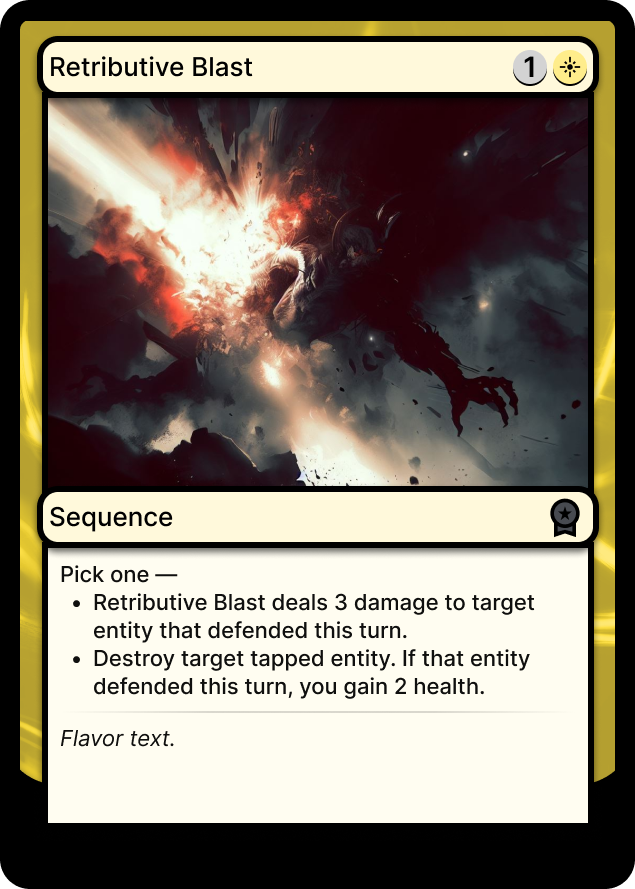 Retributive Blast 1
Sequence
Pick one —
• Retributive Blast deals 3 damage to target
entity that defended this turn.
• Destroy target tapped entity. If that entity
defended this turn, you gain 2 health.
Flavor text.